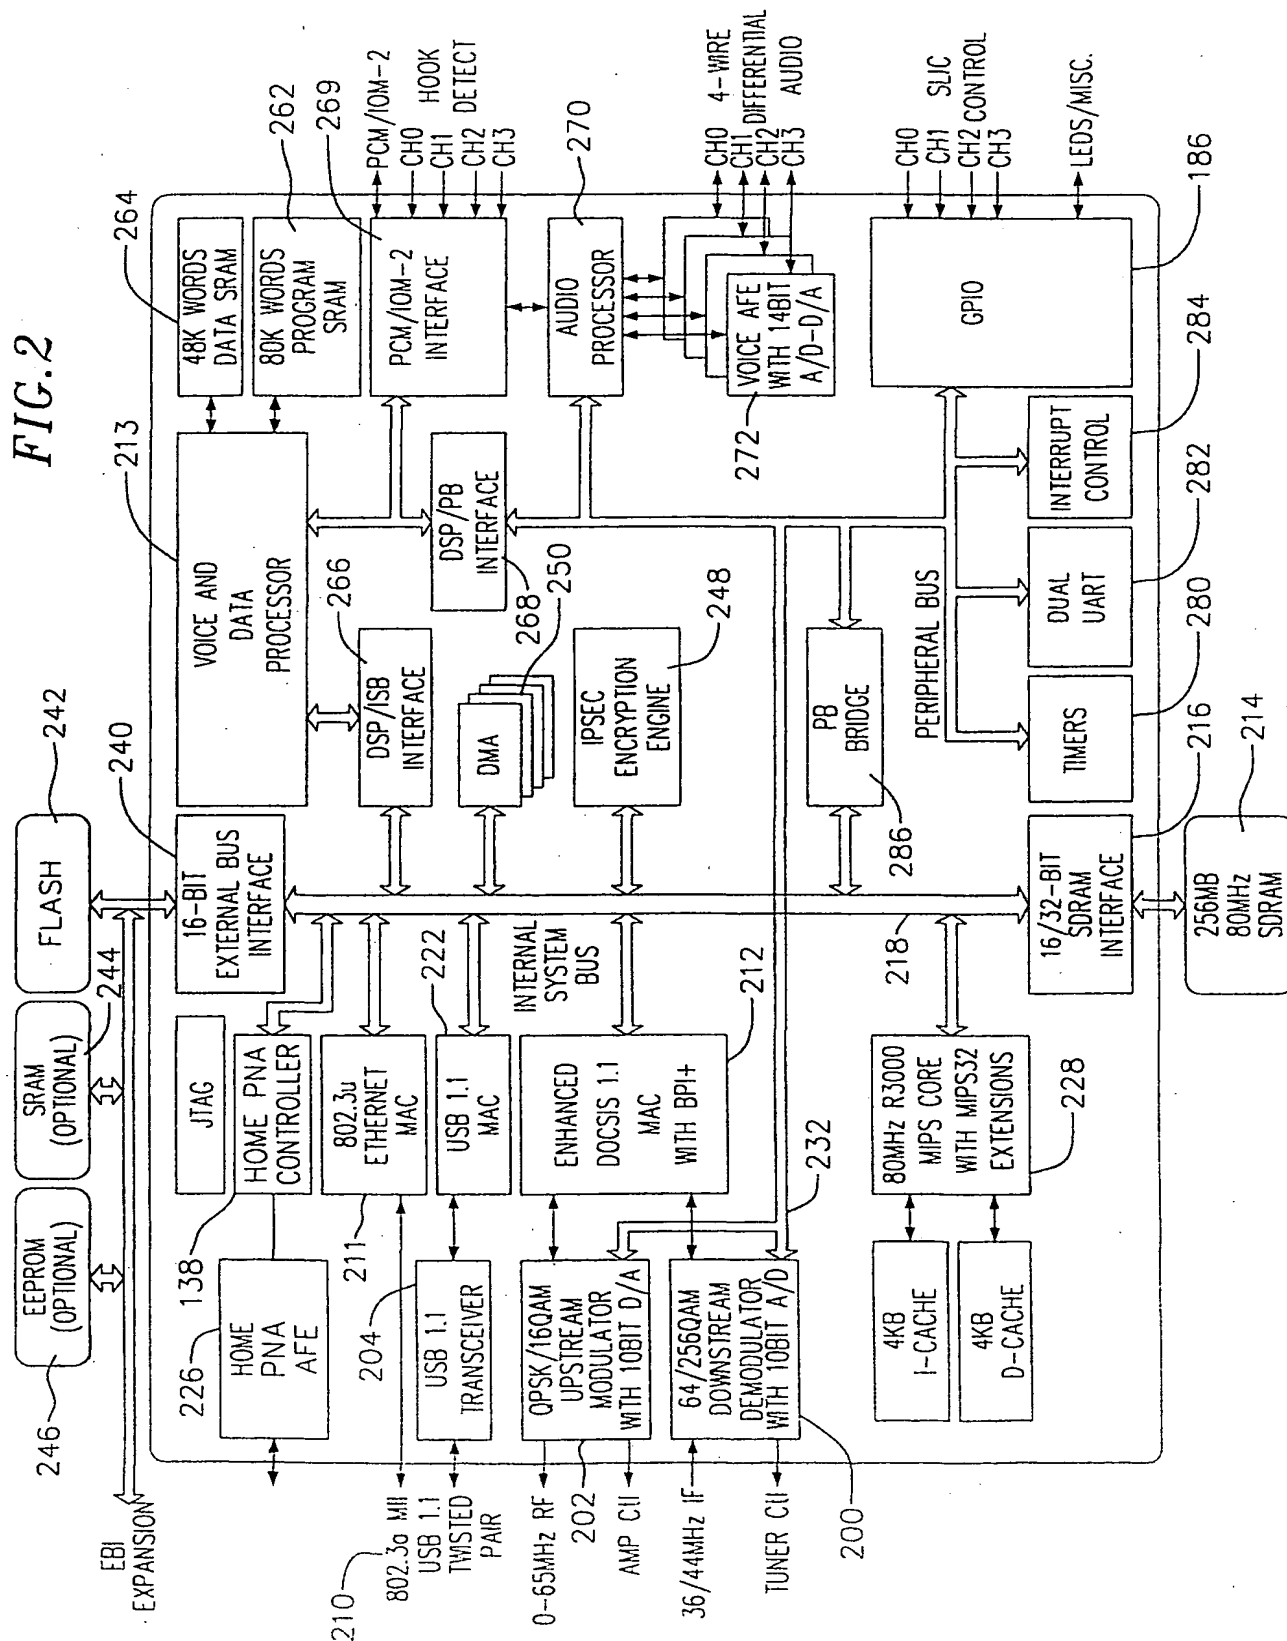 FIG.2
EEPROM
(OPTIONAL)
246
SRAM
(OPTIONAL)
244
FLASH
242
EBI
EXPANSION
240
16-BIT
EXTERNAL BUS
INTERFACE
213
VOICE AND
DATA
PROCESSOR
264
48K WORDS
DATA SRAM
262
80K WORDS
PROGRAM
SRAM
269
PCM/IOM-2
INTERFACE
PCM/IOM-2
CH0
CH1
CH2
CH3
HOOK
DETECT
JTAG
138
HOME PNA
CONTROLLER
226
HOME
PNA
AFE
266
DSP/ISB
INTERFACE
268
DSP/PB
INTERFACE
211
802.3u
ETHERNET
MAC
210
802.3a MII
USB 1.1
TWISTED
PAIR
204
USB 1.1
TRANSCEIVER
222
USB 1.1
MAC
INTERNAL
SYSTEM
BUS
250
DMA
270
AUDIO
PROCESSOR
272
VOICE AFE
WITH 14BIT
A/D-D/A
CH0
CH1
CH2
CH3
4-WIRE
DIFFERENTIAL
AUDIO
248
IPSEC
ENCRYPTION
ENGINE
212
ENHANCED
DOCSIS 1.1
MAC
WITH BPI+
0-65MHz RF
202
AMP CII
QPSK/16QAM
UPSTREAM
MODULATOR
WITH 10BIT D/A
36/44MHz IF
TUNER CII
200
64/256QAM
DOWNSTREAM
DEMODULATOR
WITH 10BIT A/D
232
286
PB
BRIDGE
PERIPHERAL BUS
GPIO
CH0
CH1
CH2
CH3
SLIC
CONTROL
LEDS/MISC.
186
218
4KB
I-CACHE
4KB
D-CACHE
80MHz R3000
MIPS CORE
WITH MIPS32
EXTENSIONS
228
16/32-BIT
SDRAM
INTERFACE
216
TIMERS
280
DUAL
UART
282
INTERRUPT
CONTROL
284
256MB
80MHz
SDRAM
214